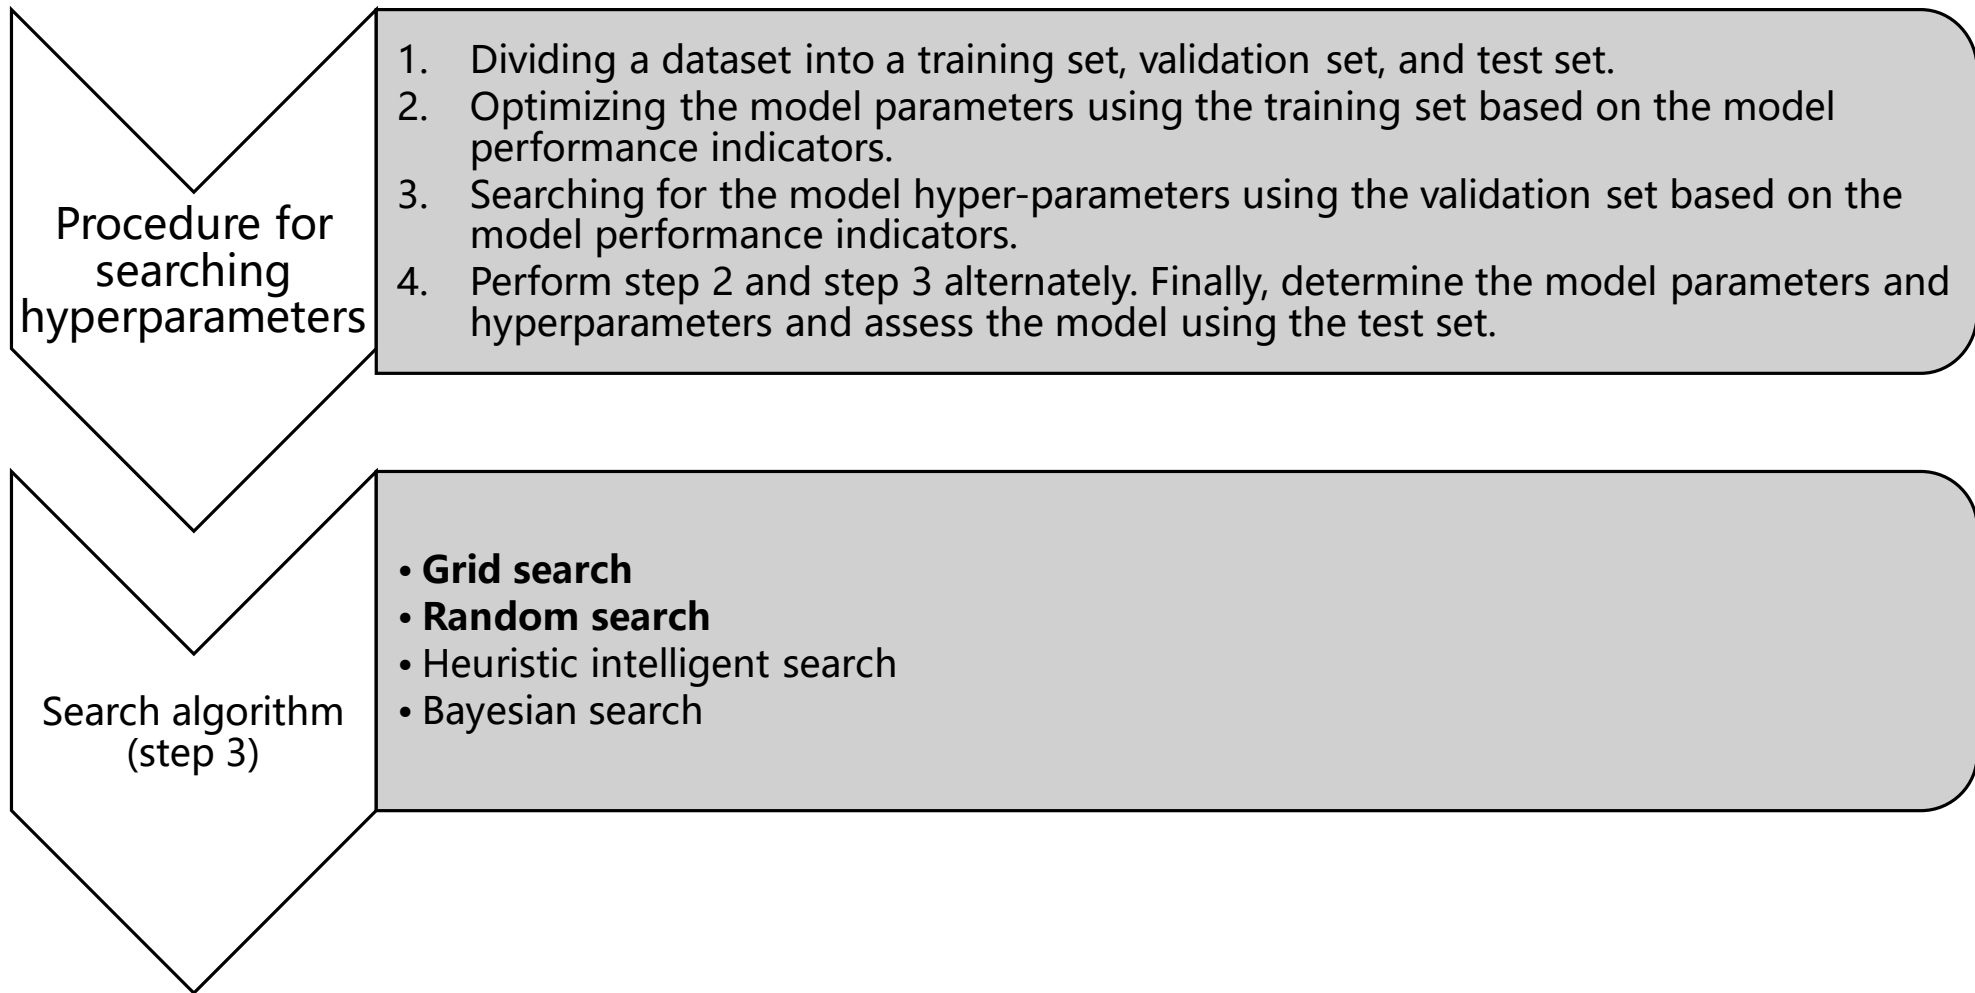 Procedure for
searching
hyperparameters
1. Dividing a dataset into a training set, validation set, and test set.
2. Optimizing the model parameters using the training set based on the model
performance indicators.
3. Searching for the model hyper-parameters using the validation set based on the
model performance indicators.
4. Perform step 2 and step 3 alternately. Finally, determine the model parameters and
hyperparameters and assess the model using the test set.
Search algorithm
(step 3)
• Grid search
• Random search
• Heuristic intelligent search
• Bayesian search